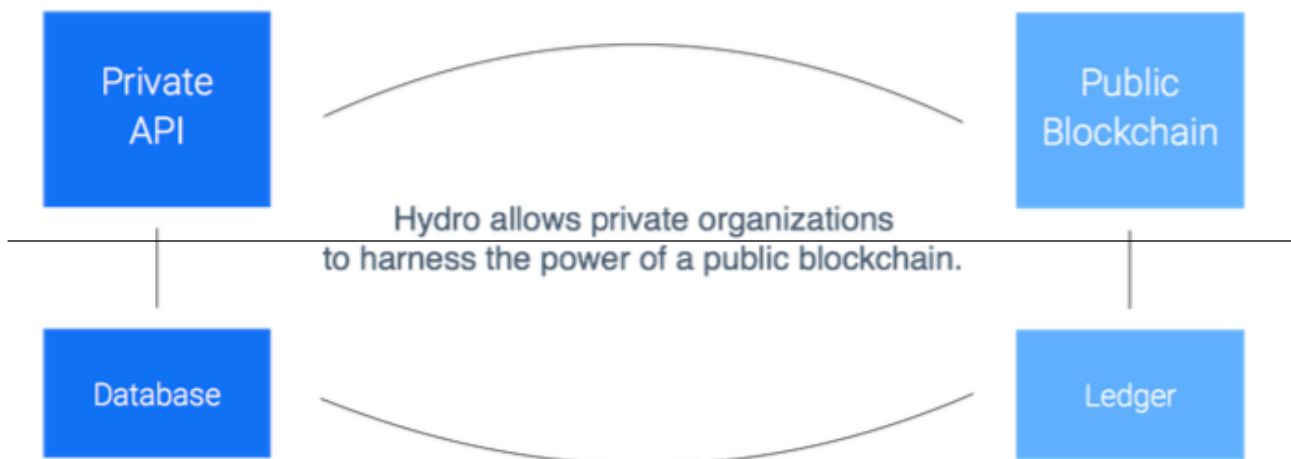 Private
API
Public
Blockchain
Hydro allows private organizations
to harness the power of a public blockchain.
Database
Ledger